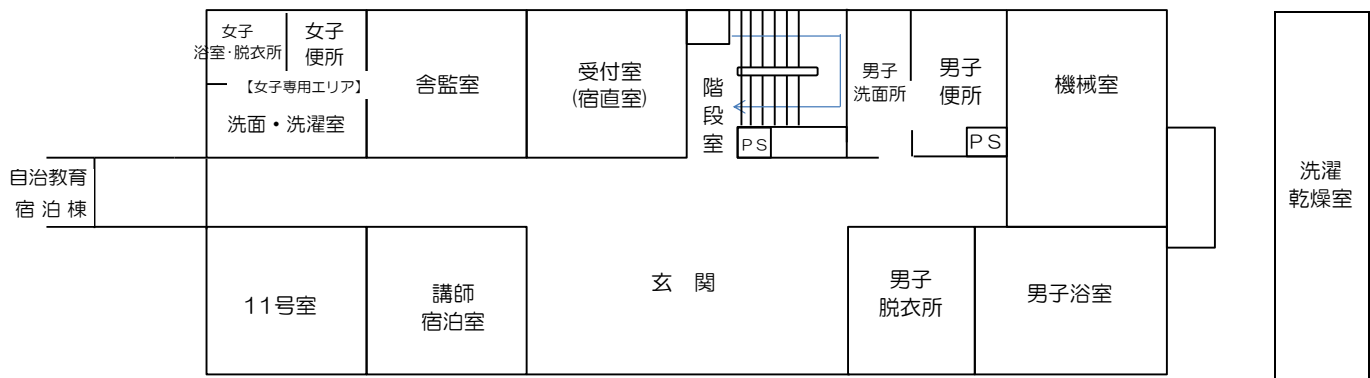 女子
浴室・脱衣所
女子
便所
【女子専用エリア】
洗面・洗濯室
舎監室
受付室
(宿直室)
階段室
PS
男子
洗面所
男子
便所
PS
機械室
洗濯
乾燥室
自治教育
宿泊棟
11号室
講師
宿泊室
玄 関
男子
脱衣所
男子浴室